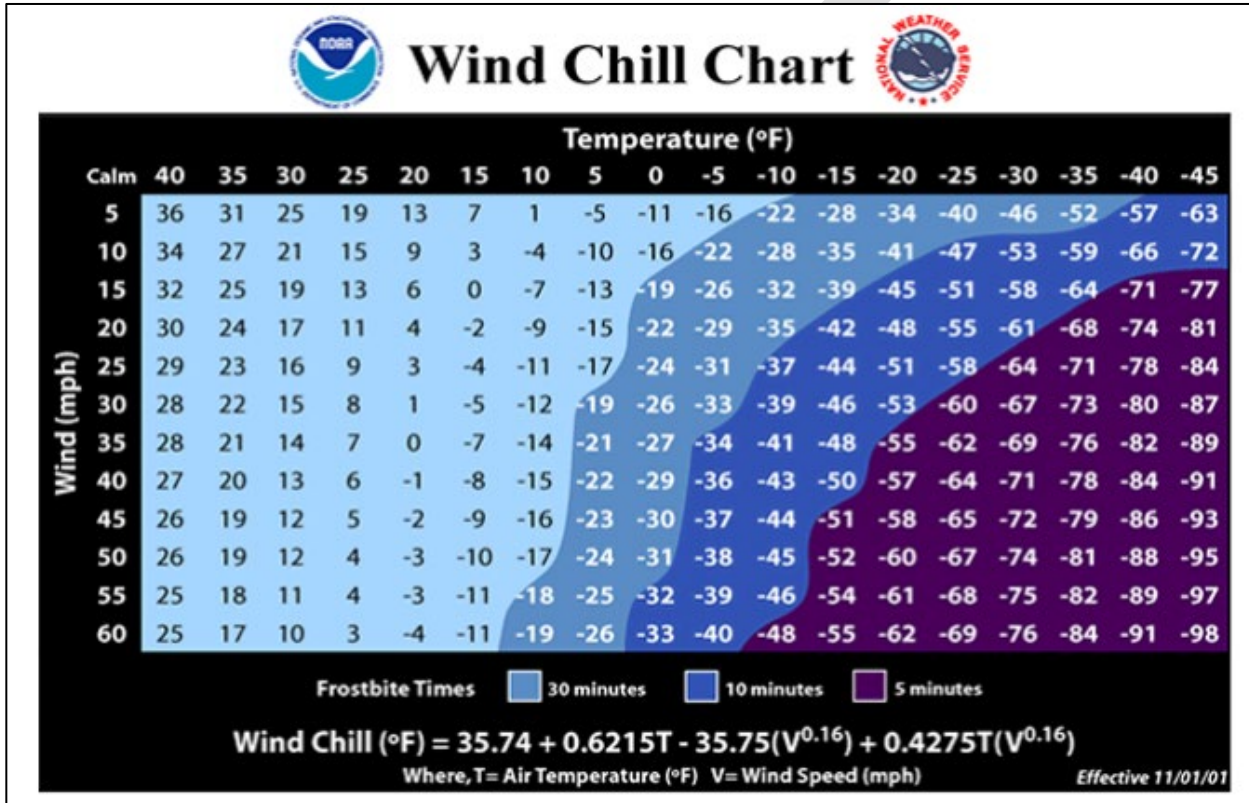 NOAA
Wind Chill Chart
NATIONAL WEATHER SERVICE
Temperature (ºF)
Calm 40 35 30 25 20 15 10 5 0 -5 -10 -15 -20 -25 -30 -35 -40 -45
5 36 31 25 19 13 7 1 -5 -11 -16 -22 -28 -34 -40 -46 -52 -57 -63
10 34 27 21 15 9 3 -4 -10 -16 -22 -28 -35 -41 -47 -53 -59 -66 -72
15 32 25 19 13 6 0 -7 -13 -19 -26 -32 -39 -45 -51 -58 -64 -71 -77
20 30 24 17 11 4 -2 -9 -15 -22 -29 -35 -42 -48 -55 -61 -68 -74 -81
25 29 23 16 9 3 -4 -11 -17 -24 -31 -37 -44 -51 -58 -64 -71 -78 -84
30 28 22 15 8 1 -5 -12 -19 -26 -33 -39 -46 -53 -60 -67 -73 -80 -87
35 28 21 14 7 0 -7 -14 -21 -27 -34 -41 -48 -55 -62 -69 -76 -82 -89
40 27 20 13 6 -1 -8 -15 -22 -29 -36 -43 -50 -57 -64 -71 -78 -84 -91
45 26 19 12 5 -2 -9 -16 -23 -30 -37 -44 -51 -58 -65 -72 -79 -86 -93
50 26 19 12 4 -3 -10 -17 -24 -31 -38 -45 -52 -60 -67 -74 -81 -88 -95
55 25 18 11 4 -3 -11 -18 -25 -32 -39 -46 -54 -61 -68 -75 -82 -89 -97
60 25 17 10 3 -4 -11 -19 -26 -33 -40 -48 -55 -62 -69 -76 -84 -91 -98
Wind (mph)
Frostbite Times 30 minutes 10 minutes 5 minutes
Wind Chill (ºF) = 35.74 + 0.6215T - 35.75(V^0.16) + 0.4275T(V^0.16)
Where, T= Air Temperature (ºF) V= Wind Speed (mph) Effective 11/01/01